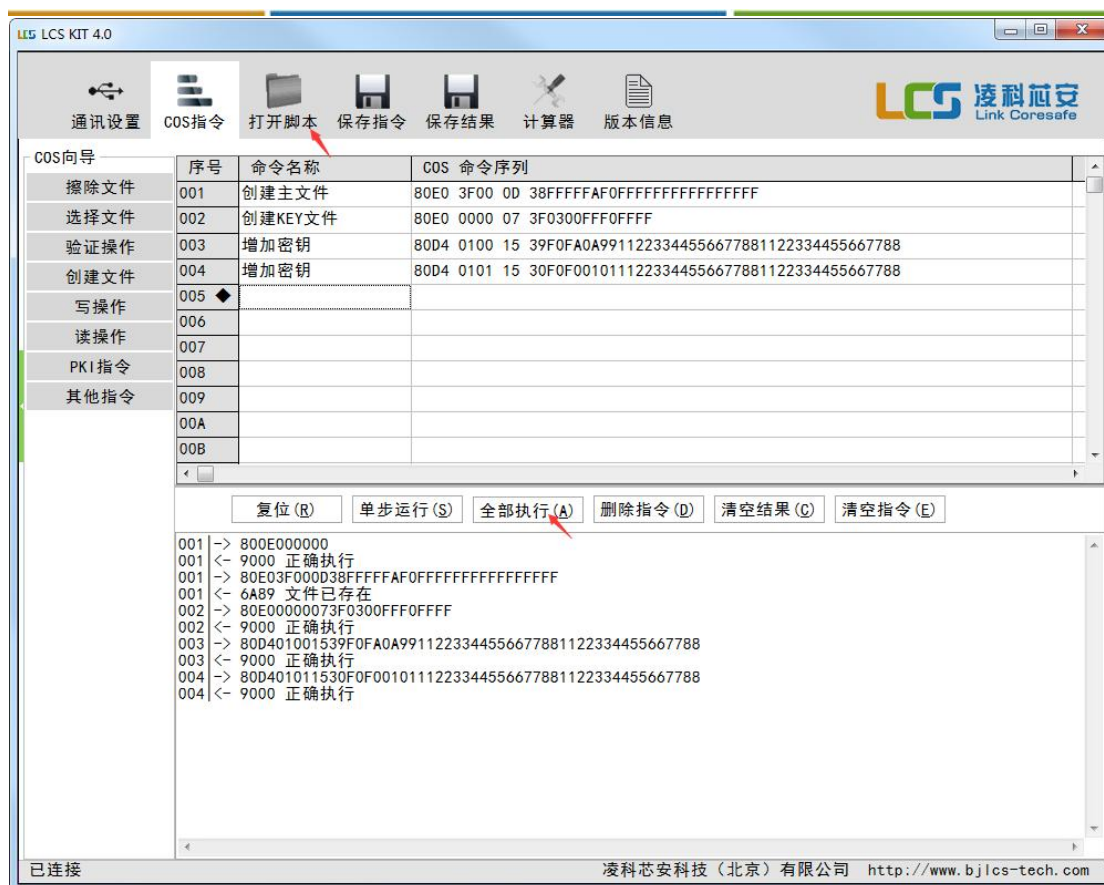 LCS LCS KIT 4.0
通讯设置 COS指令 打开脚本 保存指令 保存结果 计算器 版本信息
LCS 凌科芯安
Link Coresafe
COS向导
擦除文件
选择文件
验证操作
创建文件
写操作
读操作
PKI指令
其他指令
序号 命令名称 COS 命令序列
001 创建主文件 80E0 3F00 0D 38FFFFFAF0FFFFFFFFFFFFFFFF
002 创建KEY文件 80E0 0000 07 3F0300FFF0FFFF
003 增加密钥 80D4 0100 15 39F0FA0A9911223344556677881122334455667788
004 增加密钥 80D4 0101 15 30F0F0010111223344556677881122334455667788
005 ◆
006
007
008
009
00A
00B
复位(R) 单步运行(S) 全部执行(A) 删除指令(D) 清空结果(C) 清空指令(E)
001|-> 800E000000
001|<- 9000 正确执行
001|-> 80E03F000D38FFFFFAF0FFFFFFFFFFFFFFFF
001|<- 6A89 文件已存在
002|-> 80E00000073F0300FFF0FFFF
002|<- 9000 正确执行
003|-> 80D401001539F0FA0A9911223344556677881122334455667788
003|<- 9000 正确执行
004|-> 80D401011530F0F0010111223344556677881122334455667788
004|<- 9000 正确执行
已连接 凌科芯安科技（北京）有限公司 http://www.bjlcs-tech.com